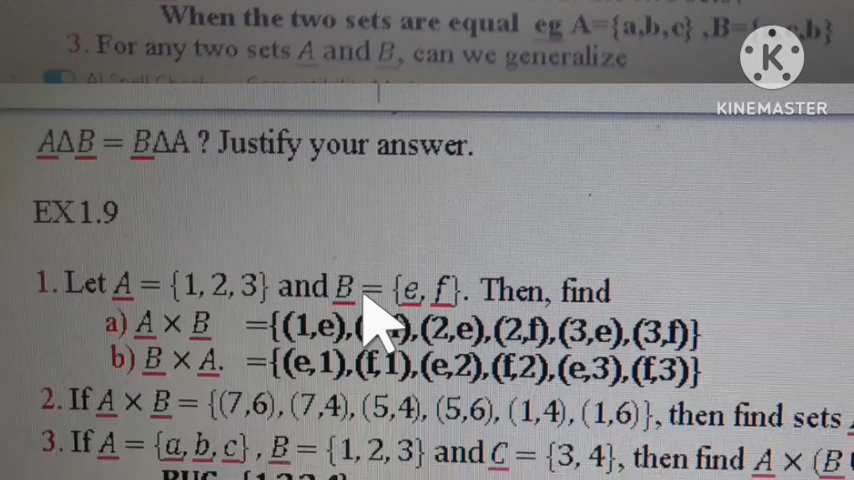 When the two sets are equal eg A={a,b,c} ,B={ ,c,b}
3. For any two sets A and B, can we generalize
KINEMASTER
AΔB = BΔA ? Justify your answer.
EX 1.9
1. Let A = {1, 2, 3} and B = {e, f}. Then, find
a) A × B ={(1,e),( ),(2,e),(2,f),(3,e),(3,f)}
b) B × A. ={(e,1),(f,1),(e,2),(f,2),(e,3),(f,3)}
2. If A × B = {(7,6), (7,4), (5,4), (5,6), (1,4), (1,6)}, then find sets
3. If A = {a, b, c} , B = {1, 2, 3} and C = {3, 4}, then find A × (B